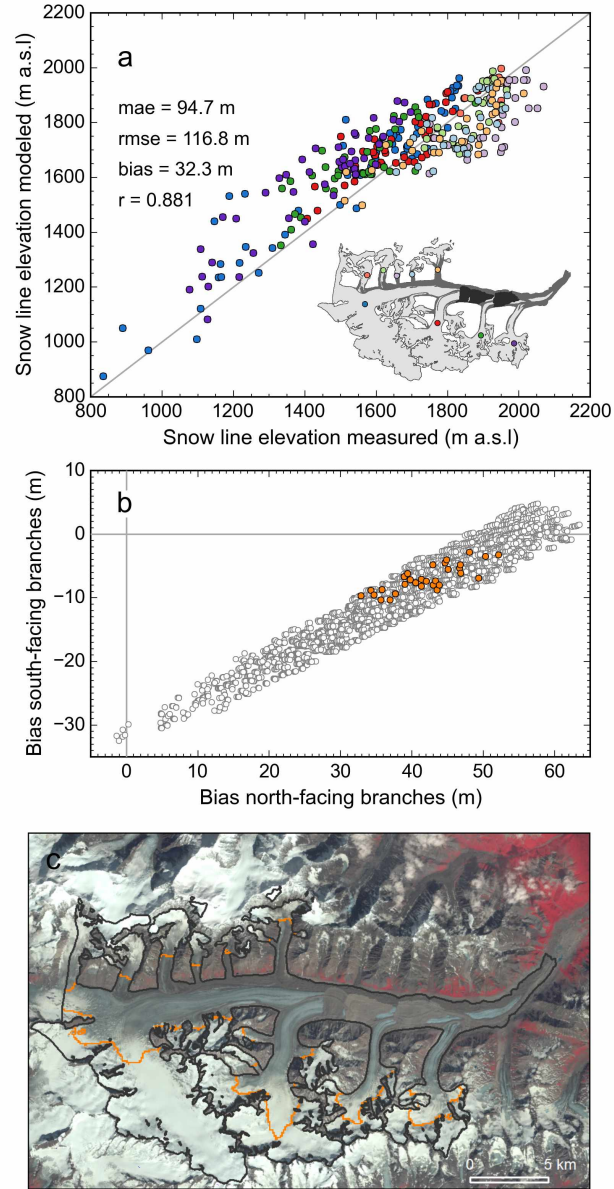 2200
2000
1800
1600
1400
1200
1000
800
Snow line elevation modeled (m a.s.l)
a
mae = 94.7 m
rmse = 116.8 m
bias = 32.3 m
r = 0.881
800 1000 1200 1400 1600 1800 2000 2200
Snow line elevation measured (m a.s.l)
10
0
−10
−20
−30
Bias south-facing branches (m)
b
0 10 20 30 40 50 60
Bias north-facing branches (m)
c
0 5 km